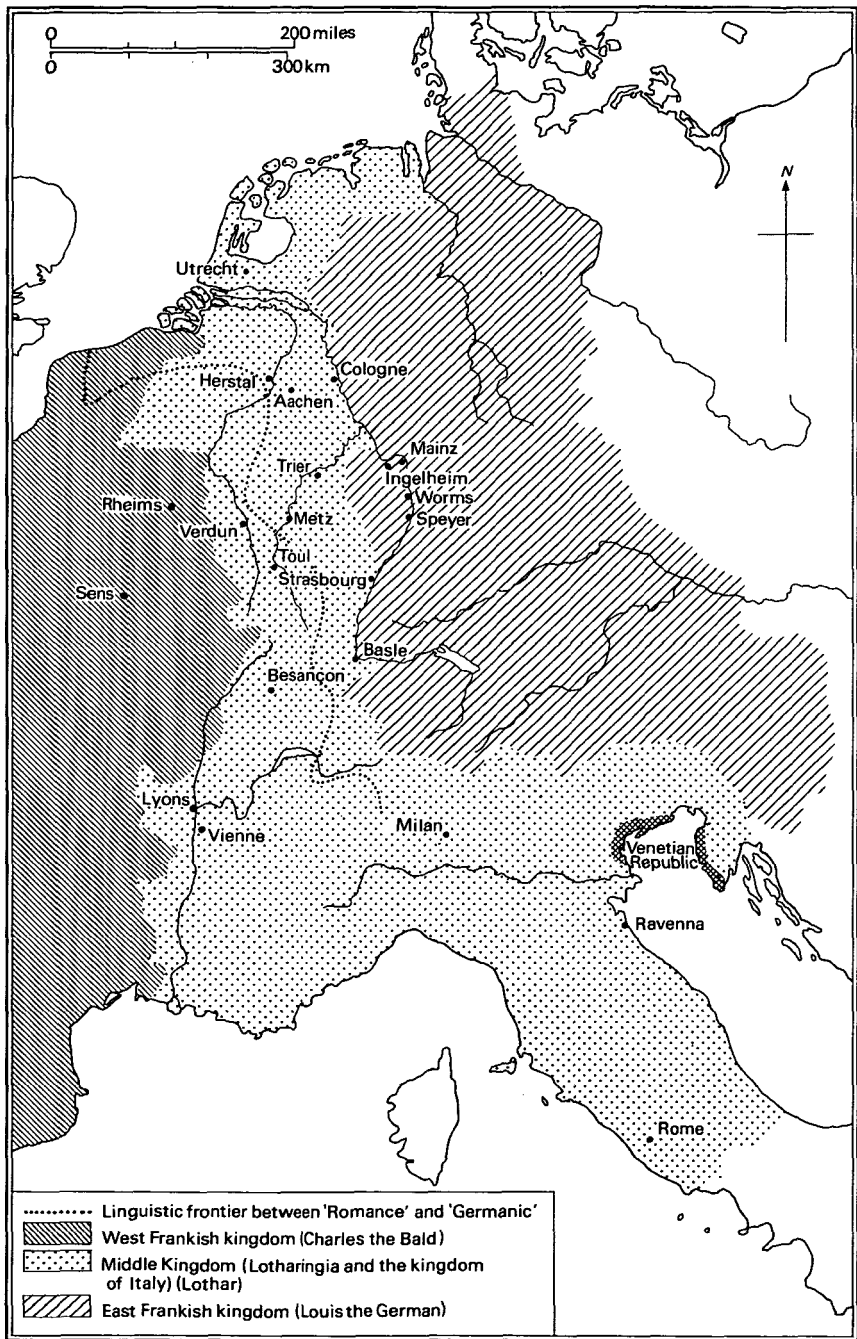 0 200 miles
0 300 km
N
Utrecht
Herstal
Cologne
Aachen
Mainz
Trier
Ingelheim
Worms
Rheims
Metz
Speyer
Verdun
Toul
Strasbourg
Sens
Basle
Besançon
Lyons
Milan
Vienne
Venetian
Republic
Ravenna
Rome
Linguistic frontier between 'Romance' and 'Germanic'
West Frankish kingdom (Charles the Bald)
Middle Kingdom (Lotharingia and the kingdom
of Italy) (Lothar)
East Frankish kingdom (Louis the German)